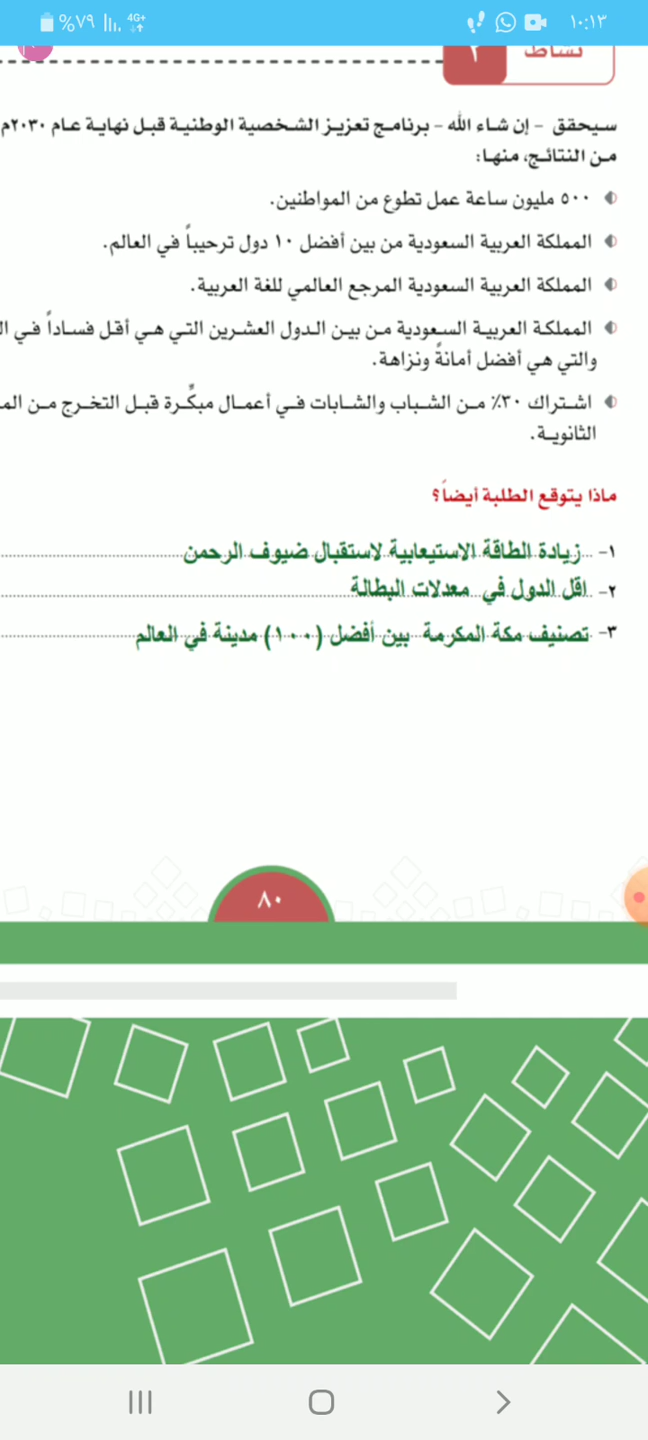 ١٠:١٣ 4G+ %٧٩
نشاط ٢
سيحقق - إن شاء الله - برنامج تعزيز الشخصية الوطنية قبل نهاية عام ٢٠٣٠م
من النتائج، منها:
٥٠٠ مليون ساعة عمل تطوع من المواطنين.
المملكة العربية السعودية من بين أفضل ١٠ دول ترحيباً في العالم.
المملكة العربية السعودية المرجع العالمي للغة العربية.
المملكة العربية السعودية من بين الدول العشرين التي هي أقل فساداً في
والتي هي أفضل أمانةً ونزاهة.
اشتراك ٣٠٪ من الشباب والشابات في أعمال مبكِّرة قبل التخرج من
الثانوية.
ماذا يتوقع الطلبة أيضاً؟
١- زيادة الطاقة الاستيعابية لاستقبال ضيوف الرحمن
٢- اقل الدول في معدلات البطالة
٣- تصنيف مكة المكرمة بين أفضل (١٠٠) مدينة في العالم
٨٠